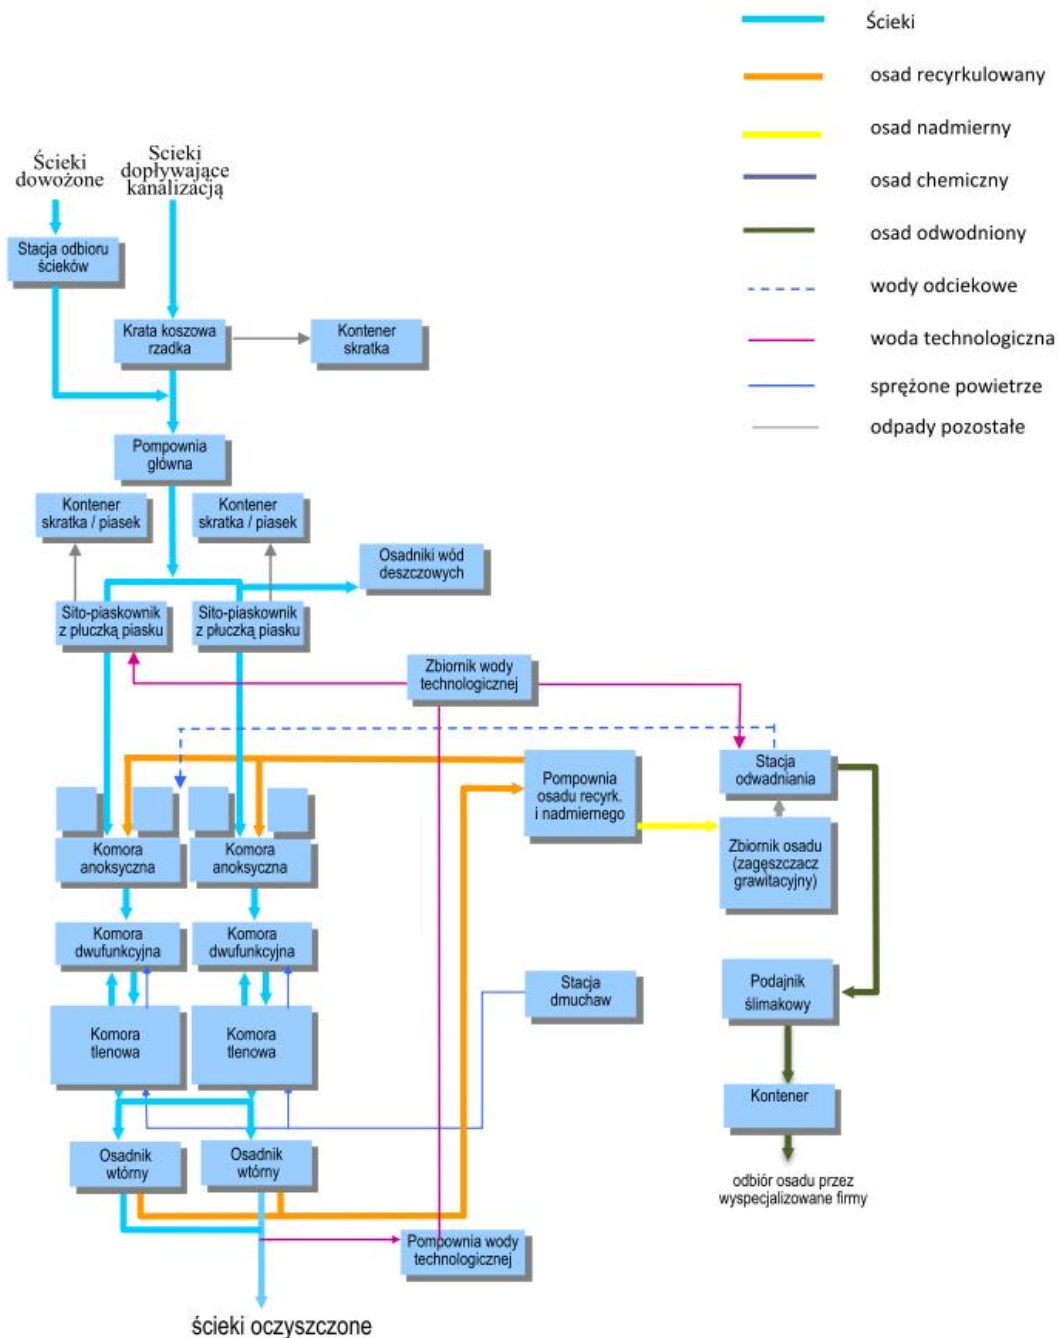 Ścieki
osad recyrkulowany
osad nadmierny
osad chemiczny
osad odwodniony
wody odciekowe
woda technologiczna
sprężone powietrze
odpady pozostałe
Ścieki
dowożone
Scieki
dopływające
kanalizacją
Stacja odbioru
ścieków
Krata koszowa
rzadka
Kontener
skratka
Pompownia
główna
Kontener
skratka / piasek
Kontener
skratka / piasek
Osadniki wód
deszczowych
Sito-piaskownik
z płuczką piasku
Sito-piaskownik
z płuczką piasku
Zbiornik wody
technologicznej
Pompownia
osadu recyrk.
i nadmiernego
Stacja
odwadniania
Zbiornik osadu
(zagęszczacz
grawitacyjny)
Komora
anoksyczna
Komora
anoksyczna
Komora
dwufunkcyjna
Komora
dwufunkcyjna
Stacja
dmuchaw
Podajnik
ślimakowy
Komora
tlenowa
Komora
tlenowa
Kontener
Osadnik
wtórny
Osadnik
wtórny
odbiór osadu przez
wyspecjalizowane firmy
Pompownia wody
technologicznej
ścieki oczyszczone